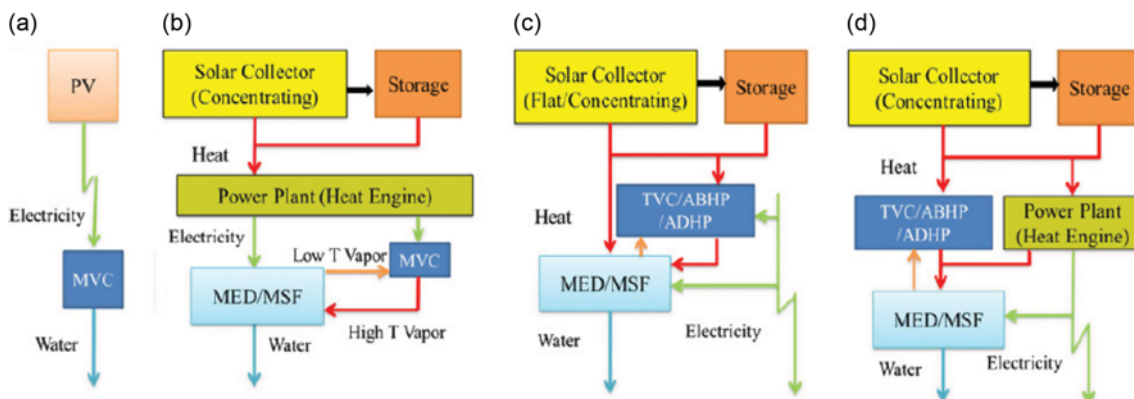 (a)
PV
Electricity
MVC
Water
(b)
Solar Collector
(Concentrating)
Storage
Heat
Power Plant (Heat Engine)
Electricity
Low T Vapor
MVC
MED/MSF
High T Vapor
Water
(c)
Solar Collector
(Flat/Concentrating)
Storage
Heat
TVC/ABHP
/ADHP
MED/MSF
Water
Electricity
(d)
Solar Collector
(Concentrating)
Storage
Heat
TVC/ABHP
/ADHP
Power Plant
(Heat Engine)
MED/MSF
Water
Electricity